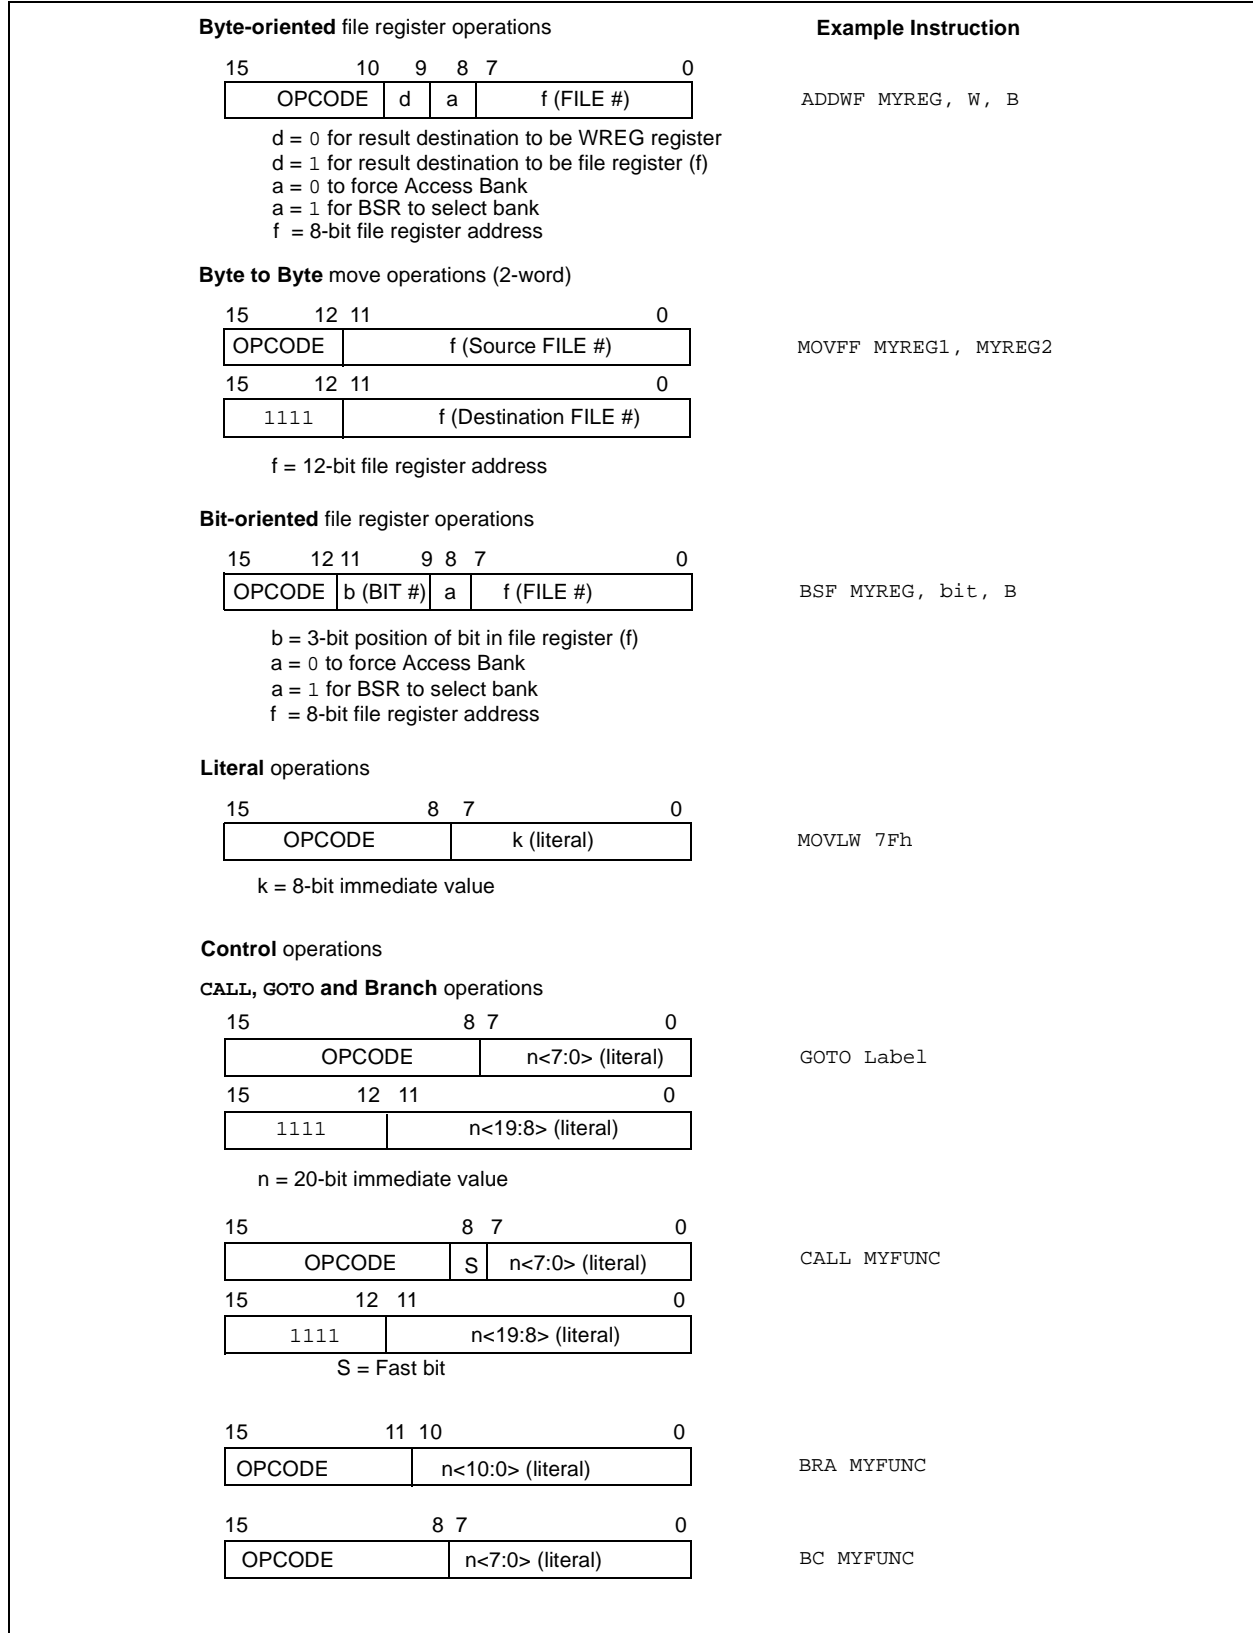 Byte-oriented file register operations
Example Instruction
15 10 9 8 7 0
OPCODE d a f (FILE #)
ADDWF MYREG, W, B
d = 0 for result destination to be WREG register
d = 1 for result destination to be file register (f)
a = 0 to force Access Bank
a = 1 for BSR to select bank
f = 8-bit file register address
Byte to Byte move operations (2-word)
15 12 11 0
OPCODE f (Source FILE #)
MOVFF MYREG1, MYREG2
15 12 11 0
1111 f (Destination FILE #)
f = 12-bit file register address
Bit-oriented file register operations
15 12 11 9 8 7 0
OPCODE b (BIT #) a f (FILE #)
BSF MYREG, bit, B
b = 3-bit position of bit in file register (f)
a = 0 to force Access Bank
a = 1 for BSR to select bank
f = 8-bit file register address
Literal operations
15 8 7 0
OPCODE k (literal)
MOVLW 7Fh
k = 8-bit immediate value
Control operations
CALL, GOTO and Branch operations
15 8 7 0
OPCODE n<7:0> (literal)
GOTO Label
15 12 11 0
1111 n<19:8> (literal)
n = 20-bit immediate value
15 8 7 0
OPCODE S n<7:0> (literal)
CALL MYFUNC
15 12 11 0
1111 n<19:8> (literal)
S = Fast bit
15 11 10 0
OPCODE n<10:0> (literal)
BRA MYFUNC
15 8 7 0
OPCODE n<7:0> (literal)
BC MYFUNC